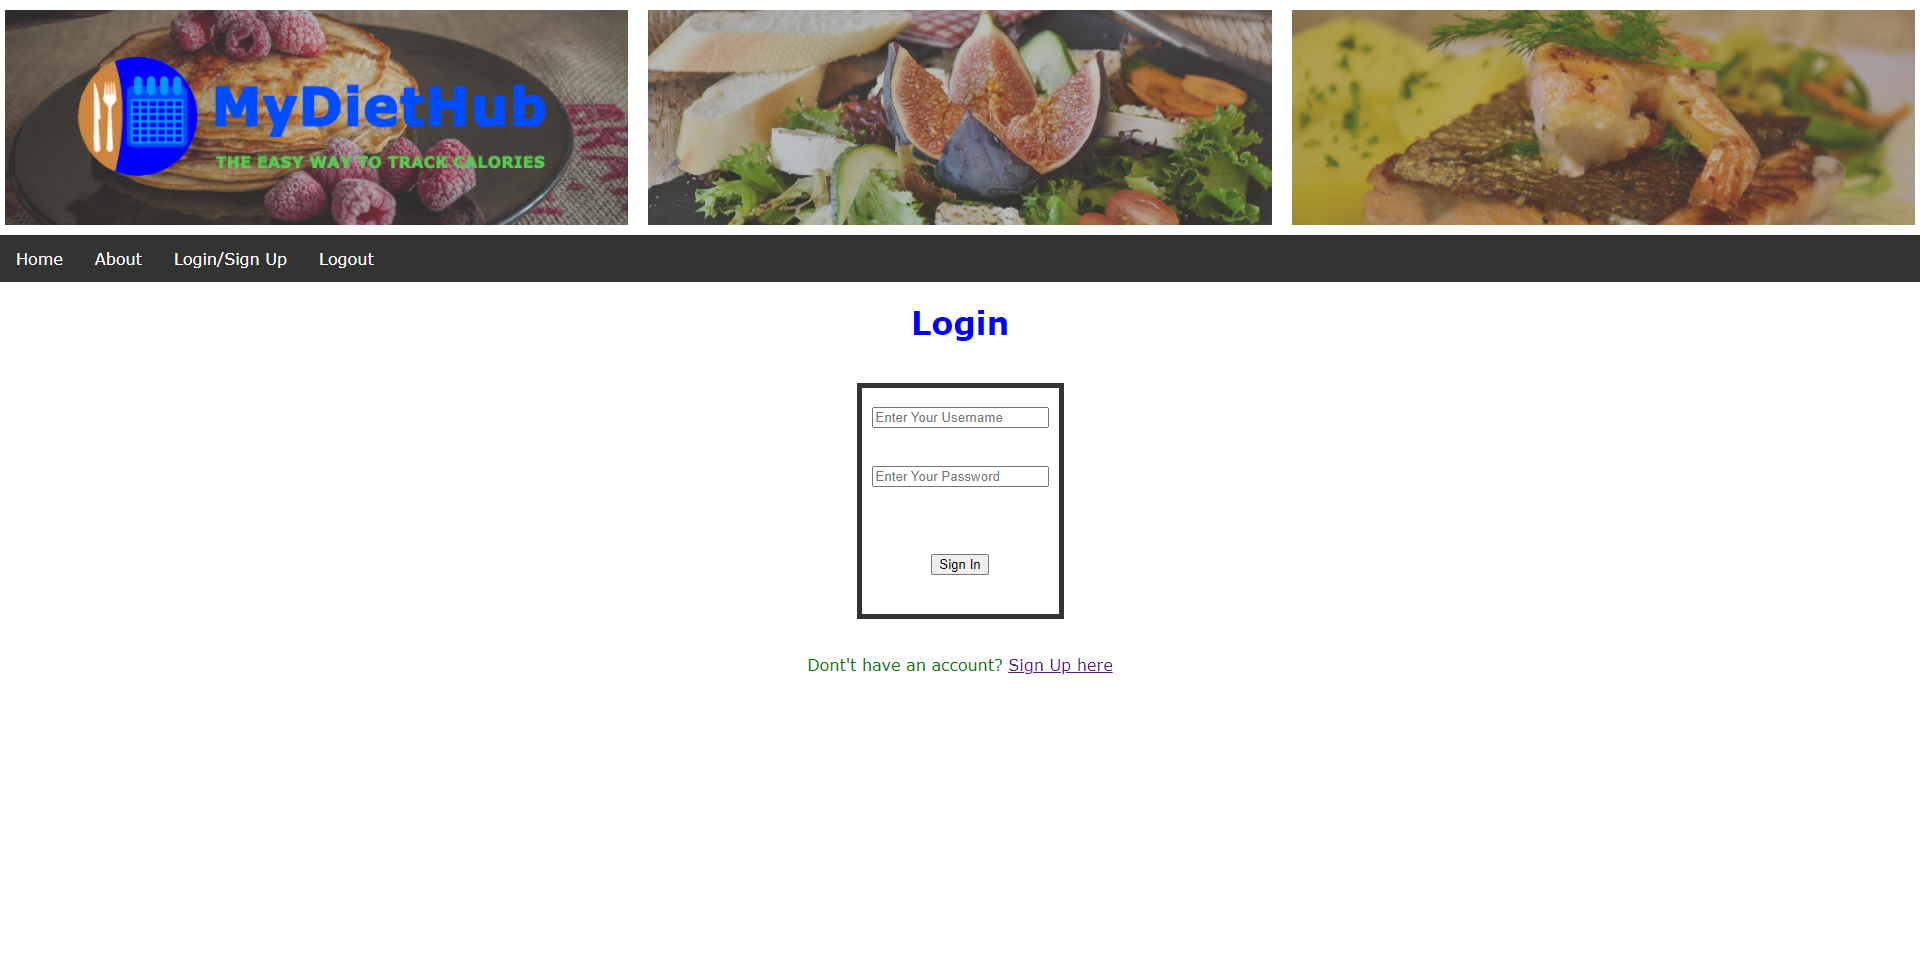 MyDietHub
THE EASY WAY TO TRACK CALORIES
Home About Login/Sign Up Logout
Login
Enter Your Username
Enter Your Password
Sign In
Dont't have an account? Sign Up here